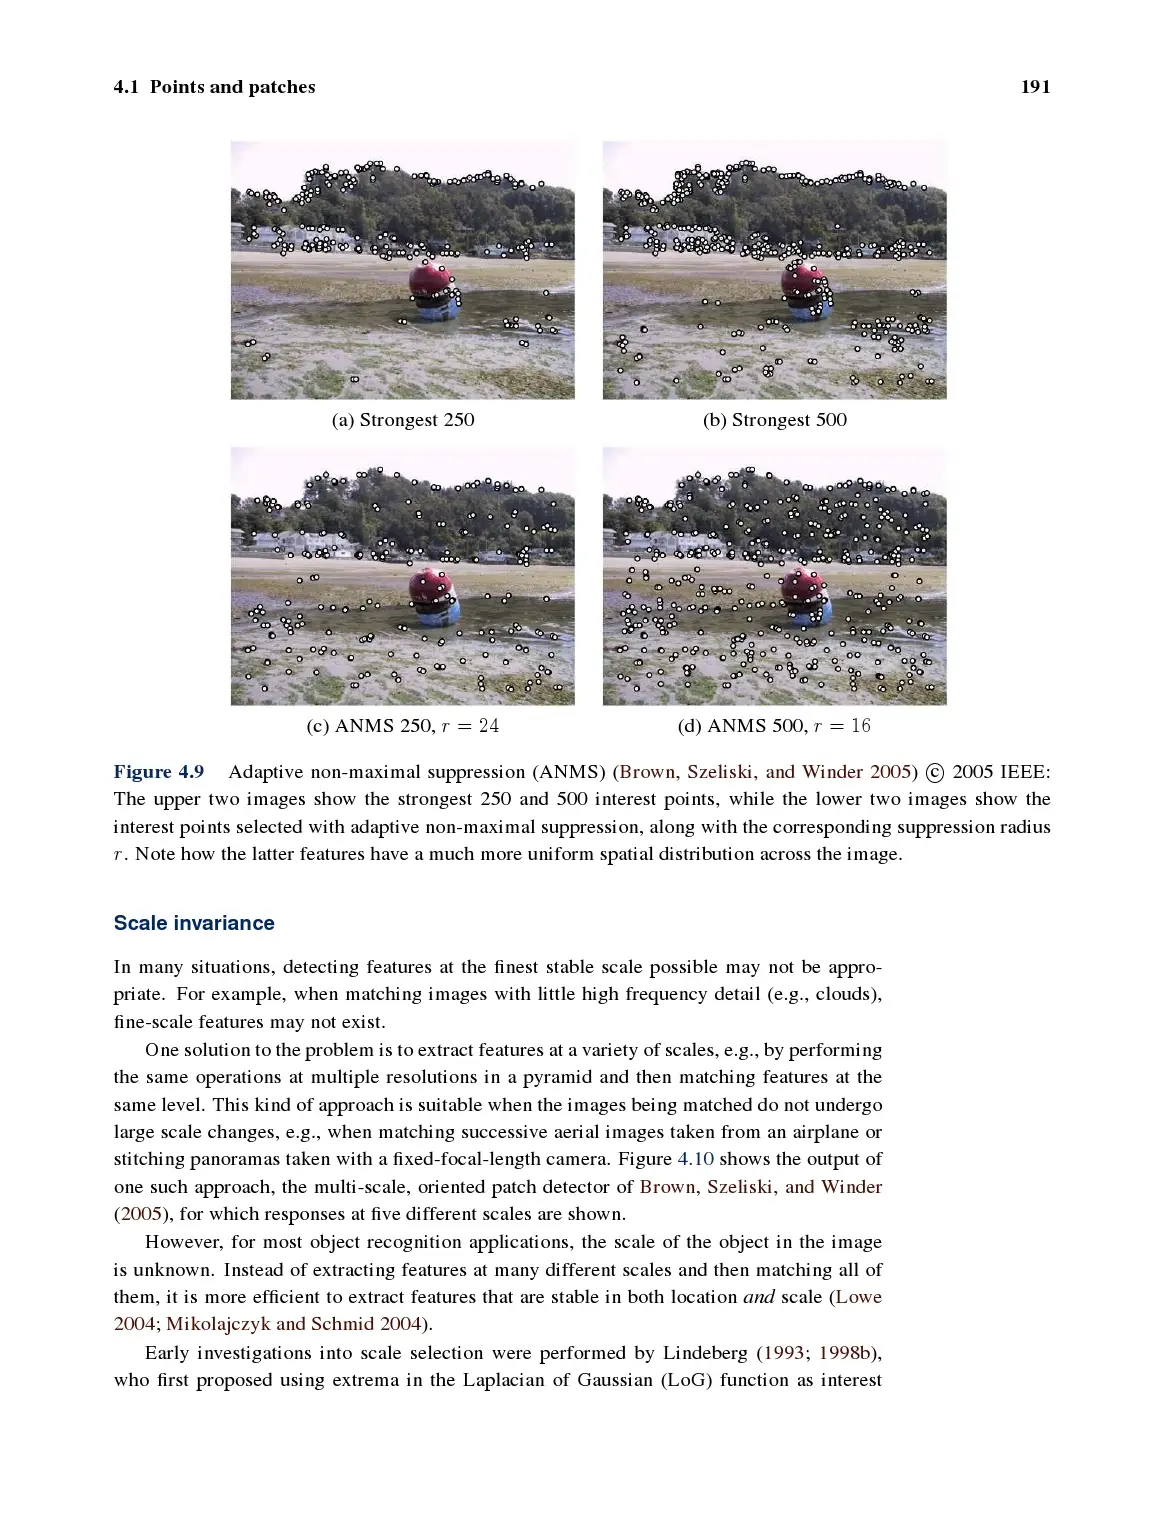 4.1 Points and patches 191
(a) Strongest 250 (b) Strongest 500
(c) ANMS 250, r = 24 (d) ANMS 500, r = 16
Figure 4.9 Adaptive non-maximal suppression (ANMS) (Brown, Szeliski, and Winder 2005) © 2005 IEEE:
The upper two images show the strongest 250 and 500 interest points, while the lower two images show the
interest points selected with adaptive non-maximal suppression, along with the corresponding suppression radius
r. Note how the latter features have a much more uniform spatial distribution across the image.
Scale invariance
In many situations, detecting features at the finest stable scale possible may not be appro-
priate. For example, when matching images with little high frequency detail (e.g., clouds),
fine-scale features may not exist.
One solution to the problem is to extract features at a variety of scales, e.g., by performing
the same operations at multiple resolutions in a pyramid and then matching features at the
same level. This kind of approach is suitable when the images being matched do not undergo
large scale changes, e.g., when matching successive aerial images taken from an airplane or
stitching panoramas taken with a fixed-focal-length camera. Figure 4.10 shows the output of
one such approach, the multi-scale, oriented patch detector of Brown, Szeliski, and Winder
(2005), for which responses at five different scales are shown.
However, for most object recognition applications, the scale of the object in the image
is unknown. Instead of extracting features at many different scales and then matching all of
them, it is more efficient to extract features that are stable in both location and scale (Lowe
2004; Mikolajczyk and Schmid 2004).
Early investigations into scale selection were performed by Lindeberg (1993; 1998b),
who first proposed using extrema in the Laplacian of Gaussian (LoG) function as interest